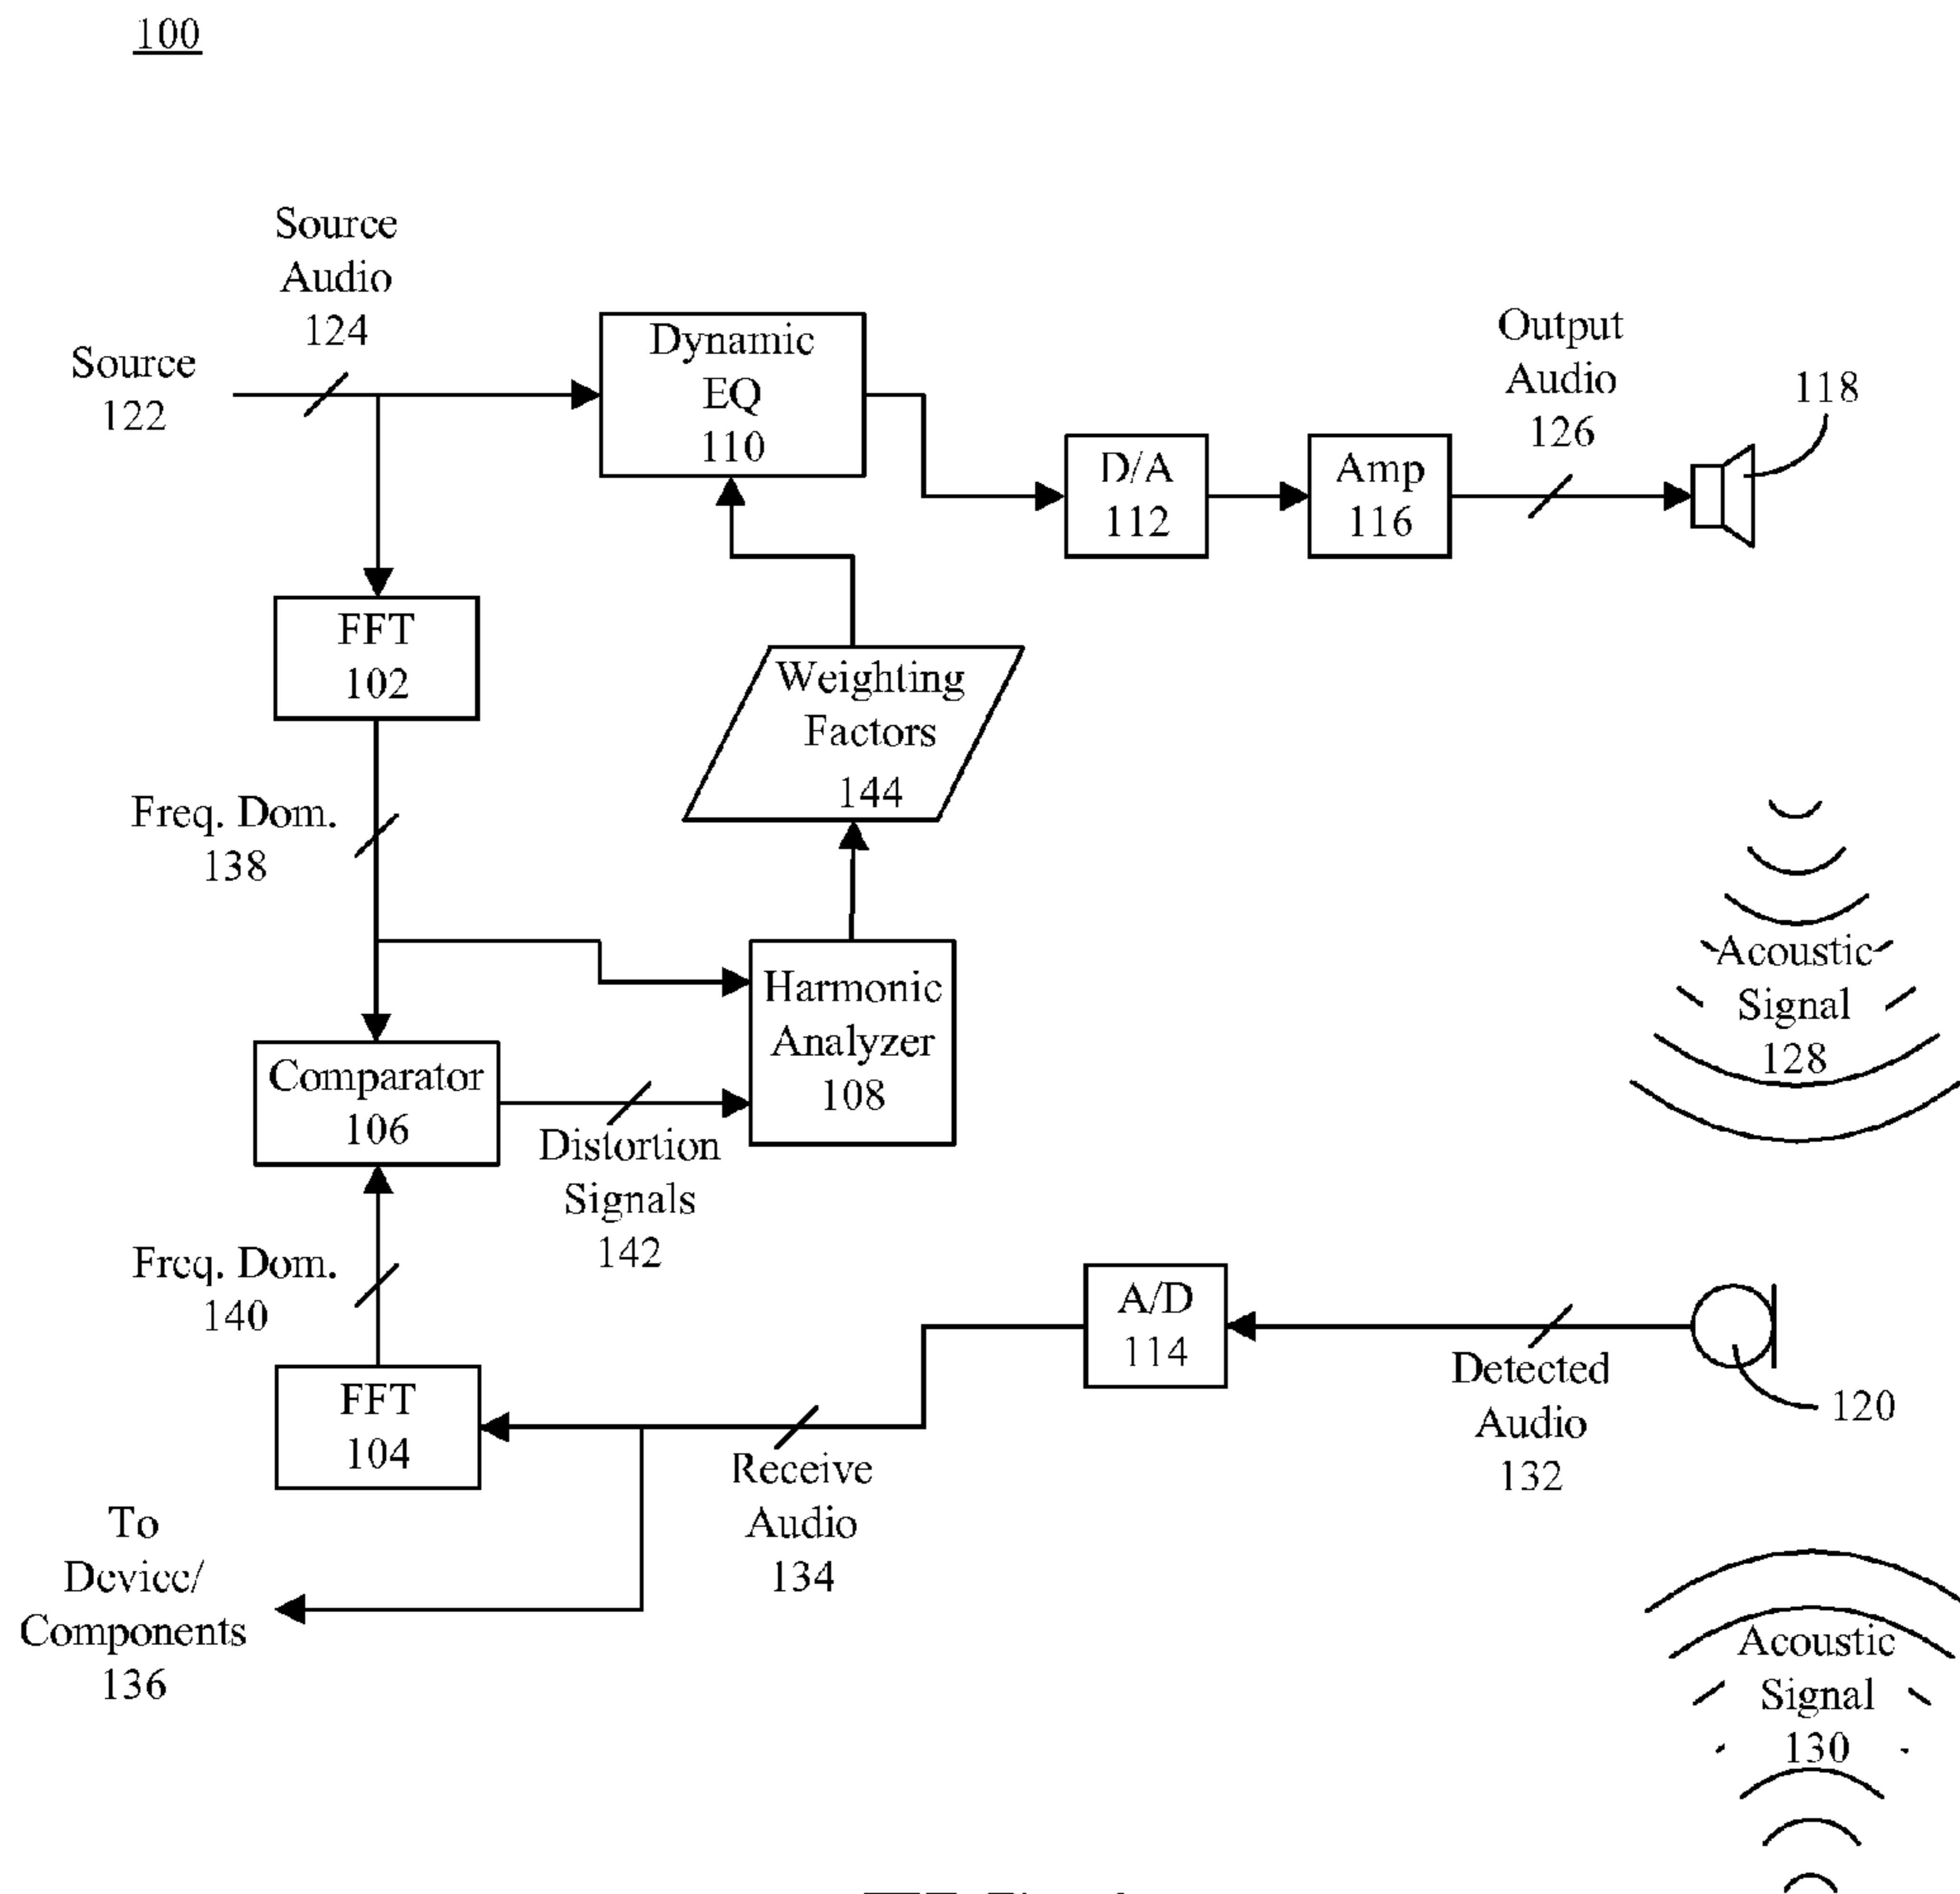 100
Source
Audio
124
Source
122
Dynamic
EQ
110
Output
Audio
126
118
D/A
112
Amp
116
FFT
102
Weighting
Factors
144
Freq. Dom.
138
Acoustic
Signal
128
Harmonic
Analyzer
108
Comparator
106
Distortion
Signals
142
Freq. Dom.
140
A/D
114
Detected
Audio
132
120
FFT
104
Receive
Audio
134
To
Device/
Components
136
Acoustic
Signal
130